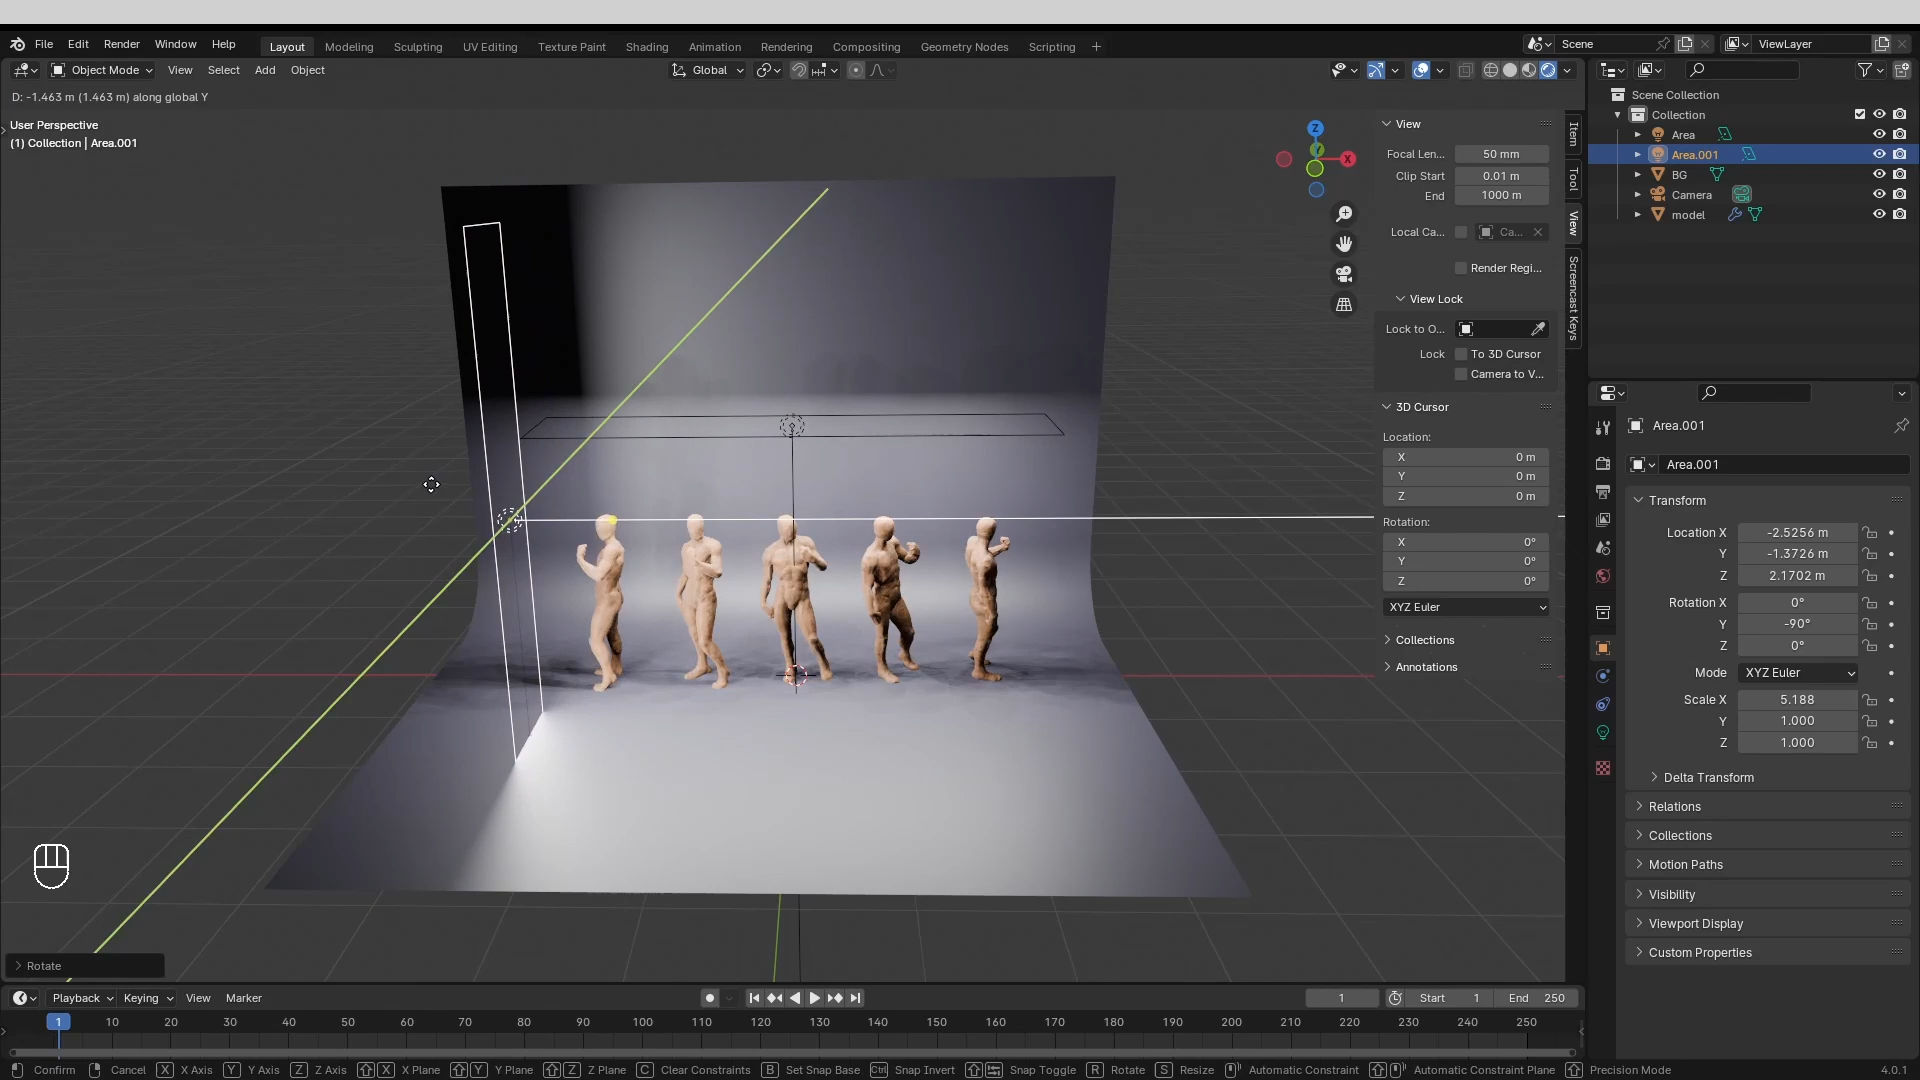 File Edit Render Window Help Layout Modeling Sculpting UV Editing Texture Paint Shading Animation Rendering Compositing Geometry Nodes Scripting + Scene ViewLayer
Object Mode View Select Add Object Global
D: -1.463 m (1.463 m) along global Y
User Perspective
(1) Collection | Area.001
Z
Y
X
View
Focal Len... 50 mm
Clip Start 0.01 m
End 1000 m
Local Ca... Ca...
Render Regi...
View Lock
Lock to O...
Lock To 3D Cursor
Camera to V...
3D Cursor
Location:
X 0 m
Y 0 m
Z 0 m
Rotation:
X 0°
Y 0°
Z 0°
XYZ Euler
Collections
Annotations
Item
Tool
View
Screencast Keys
Scene Collection
Collection
Area
Area.001
BG
Camera
model
Area.001
Area.001
Transform
Location X -2.5256 m
Y -1.3726 m
Z 2.1702 m
Rotation X 0°
Y -90°
Z 0°
Mode XYZ Euler
Scale X 5.188
Y 1.000
Z 1.000
Delta Transform
Relations
Collections
Motion Paths
Visibility
Viewport Display
Custom Properties
Rotate
Playback Keying View Marker 1 Start 1 End 250
1 10 20 30 40 50 60 70 80 90 100 110 120 130 140 150 160 170 180 190 200 210 220 230 240 250
Confirm Cancel X X Axis Y Y Axis Z Z Axis X X Plane Y Y Plane Z Z Plane C Clear Constraints B Set Snap Base Ctrl Snap Invert Snap Toggle R Rotate S Resize Automatic Constraint Automatic Constraint Plane Precision Mode 4.0.1